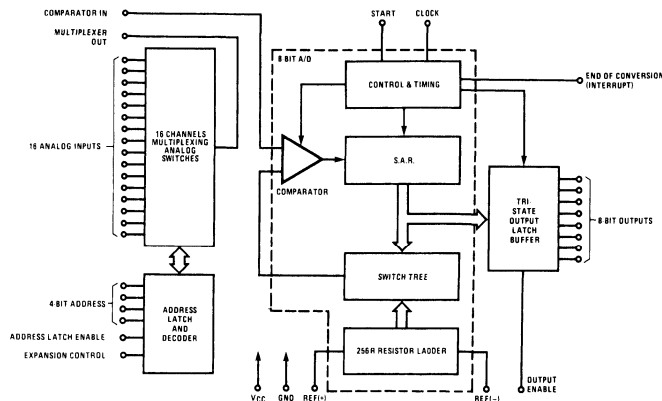 COMPARATOR IN
MULTIPLEXER
OUT
START
CLOCK
8 BIT A/D
CONTROL & TIMING
END OF CONVERSION
(INTERRUPT)
16 ANALOG INPUTS
16 CHANNELS
MULTIPLEXING
ANALOG
SWITCHES
S.A.R.
COMPARATOR
TRI-
STATE
OUTPUT
LATCH
BUFFER
8-BIT OUTPUTS
SWITCH TREE
4-BIT ADDRESS
ADDRESS
LATCH
AND
DECODER
ADDRESS LATCH ENABLE
EXPANSION CONTROL
256R RESISTOR LADDER
VCC
GND
REF(+)
REF(−)
OUTPUT
ENABLE